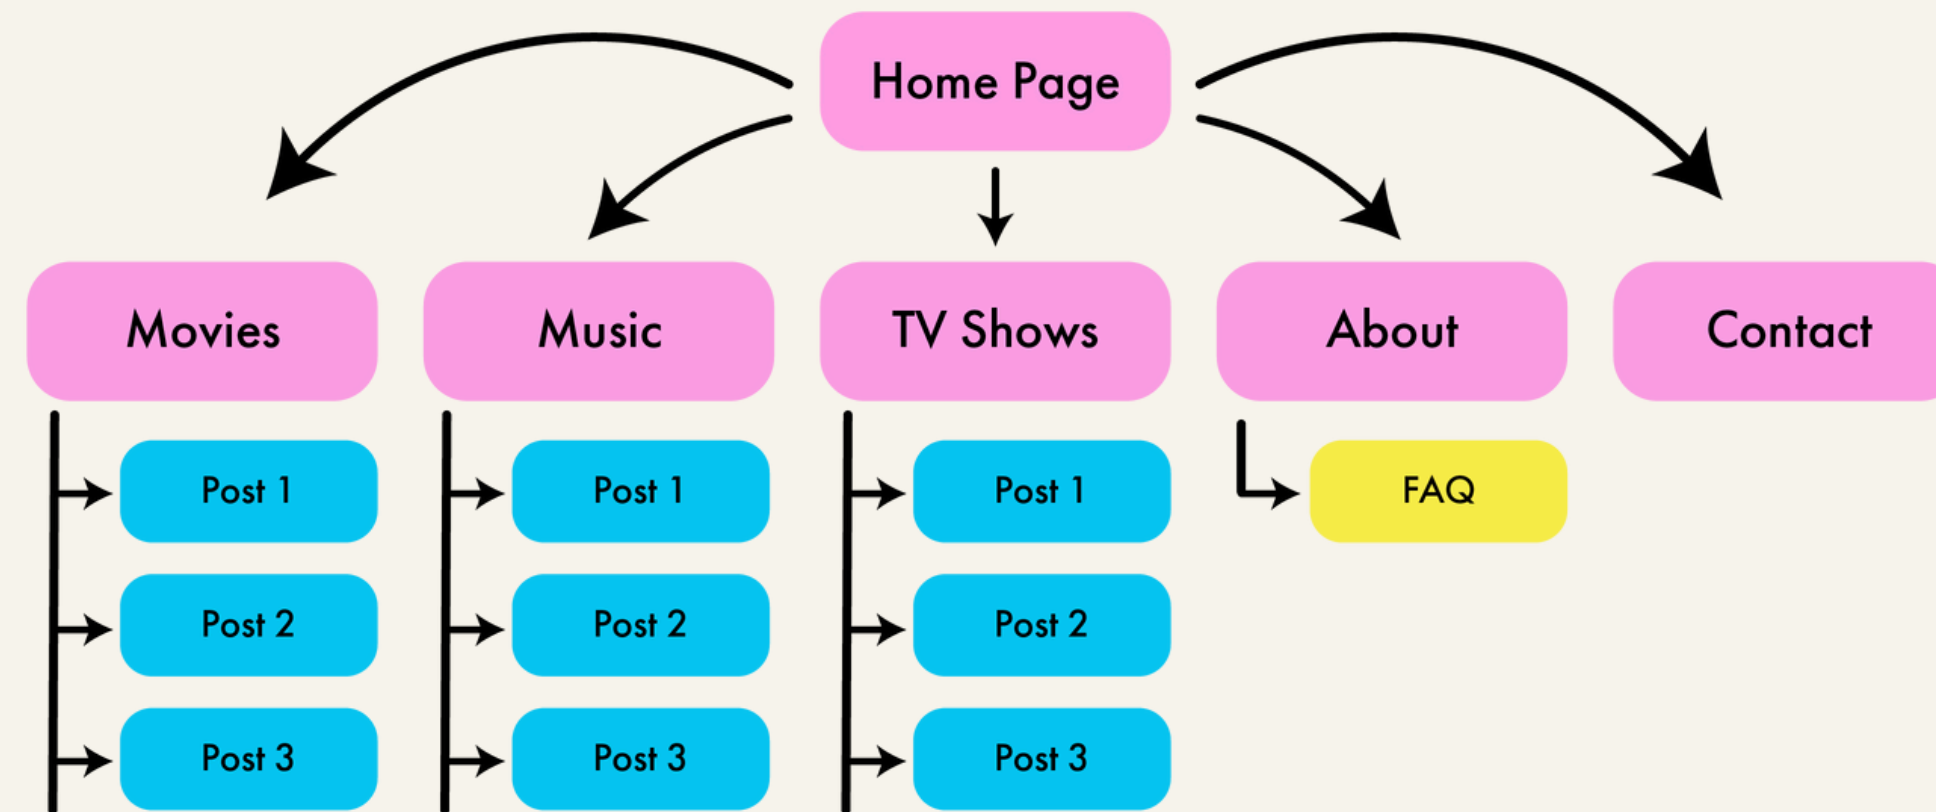 Home Page
Movies
Music
TV Shows
About
Contact
Post 1
Post 1
Post 1
FAQ
Post 2
Post 2
Post 2
Post 3
Post 3
Post 3